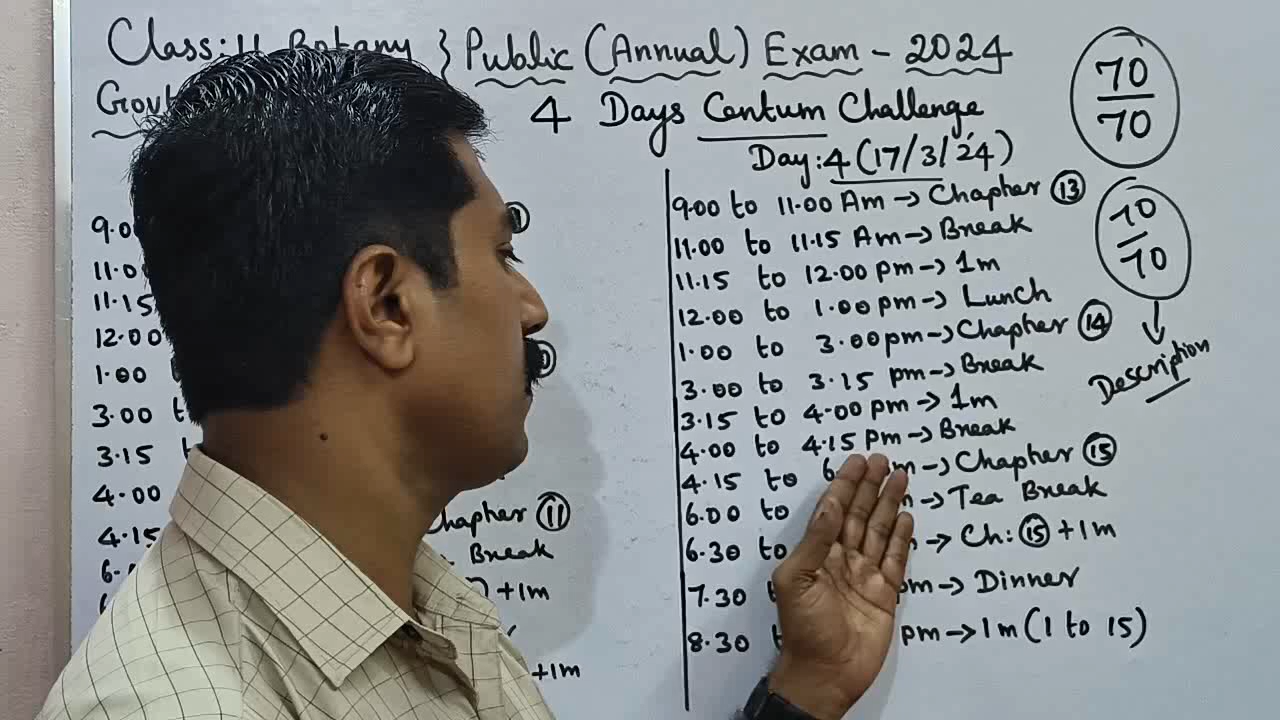 Class: 11 Botany } Public (Annual) Exam - 2024
Govt
4 Days Centum Challenge
70
70
Day: 4 (17/3/24)
9.00
11.0
11.15
12.00
1.00
3.00 t
3.15 t
4.00
4.15
Chapter 11
Break
+1m
+1m
9.00 to 11.00 Am → Chapter 13
11.00 to 11.15 Am → Break
11.15 to 12.00 pm → 1m
12.00 to 1.00 pm → Lunch
1.00 to 3.00 pm → Chapter 14
3.00 to 3.15 pm → Break
3.15 to 4.00 pm → 1m
4.00 to 4.15 pm → Break
4.15 to 6 m → Chapter 15
6.00 to → Tea Break
6.30 to → Ch: 15 + 1m
7.30 pm → Dinner
8.30 t pm → 1m (1 to 15)
70
70
Description